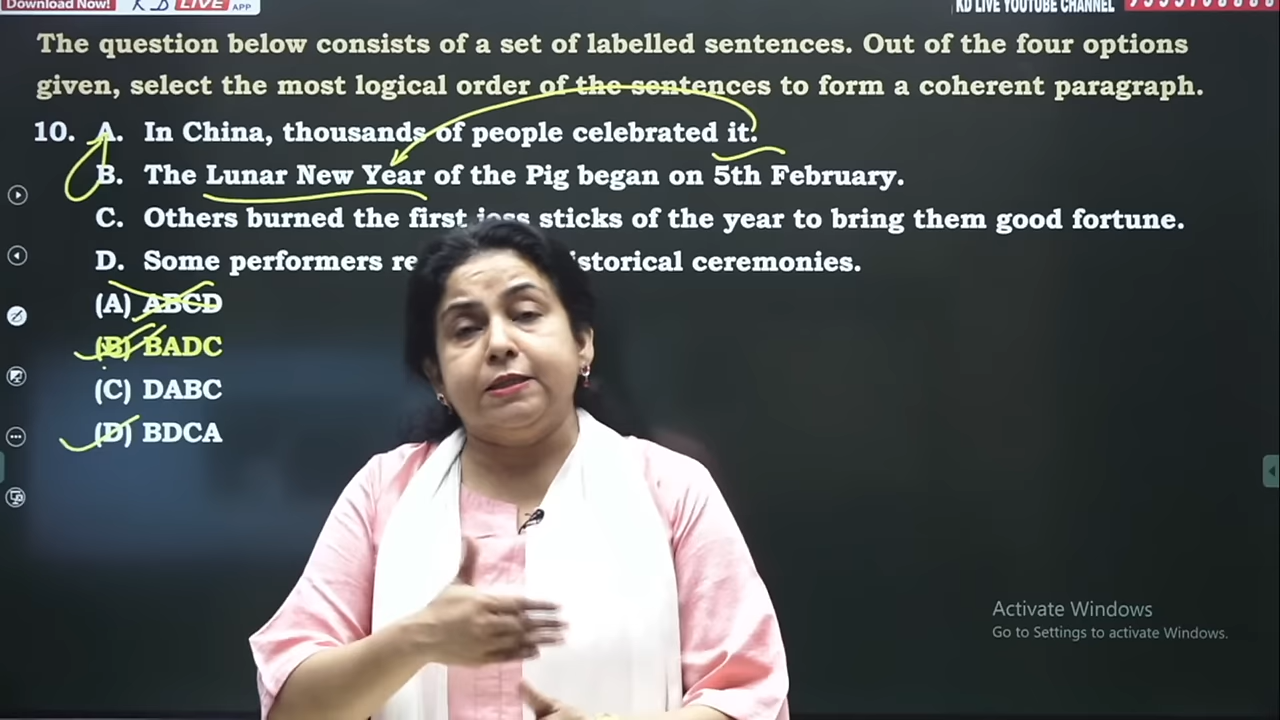 Download Now! KD LIVE APP
KD LIVE YOUTUBE CHANNEL
The question below consists of a set of labelled sentences. Out of the four options
given, select the most logical order of the sentences to form a coherent paragraph.
10. A. In China, thousands of people celebrated it.
B. The Lunar New Year of the Pig began on 5th February.
C. Others burned the first joss sticks of the year to bring them good fortune.
D. Some performers ceremonies.
(A) ABCD
(B) BADC
(C) DABC
(D) BDCA
Activate Windows
Go to Settings to activate Windows.